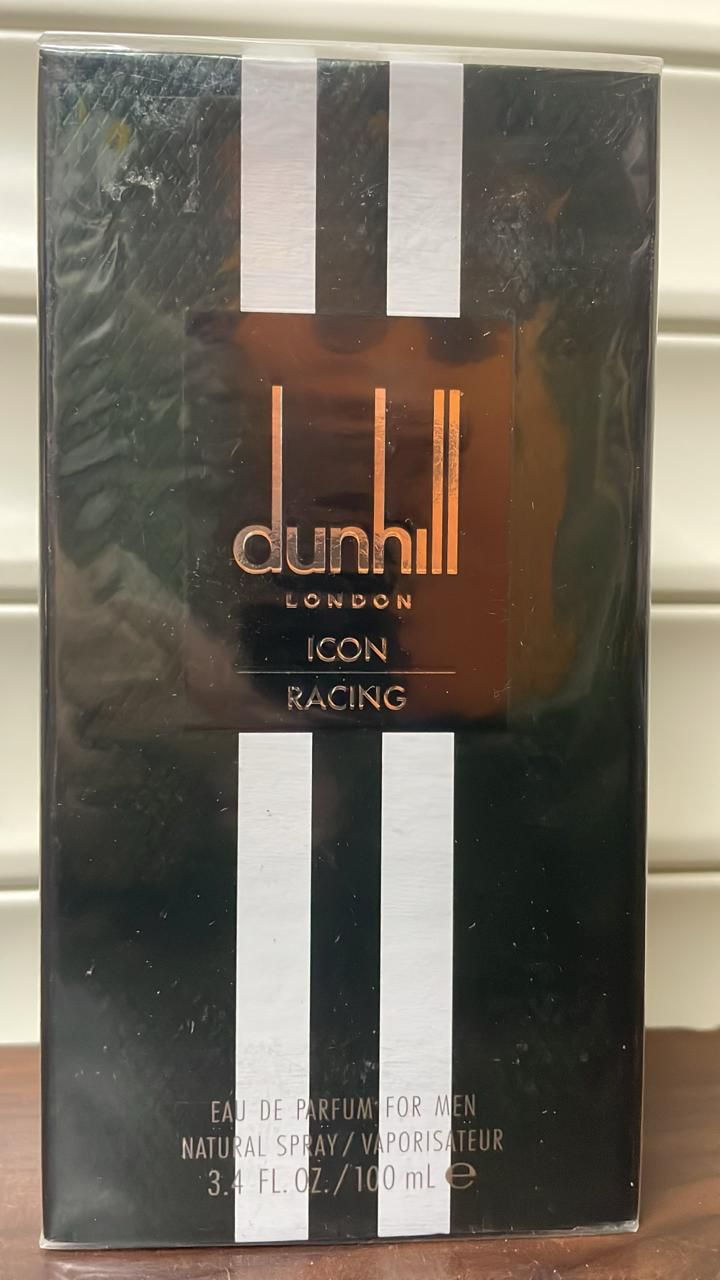 dunhill
LONDON
ICON
RACING
EAU DE PARFUM FOR MEN
NATURAL SPRAY/VAPORISATEUR
3.4 FL.OZ./100 mL ℮